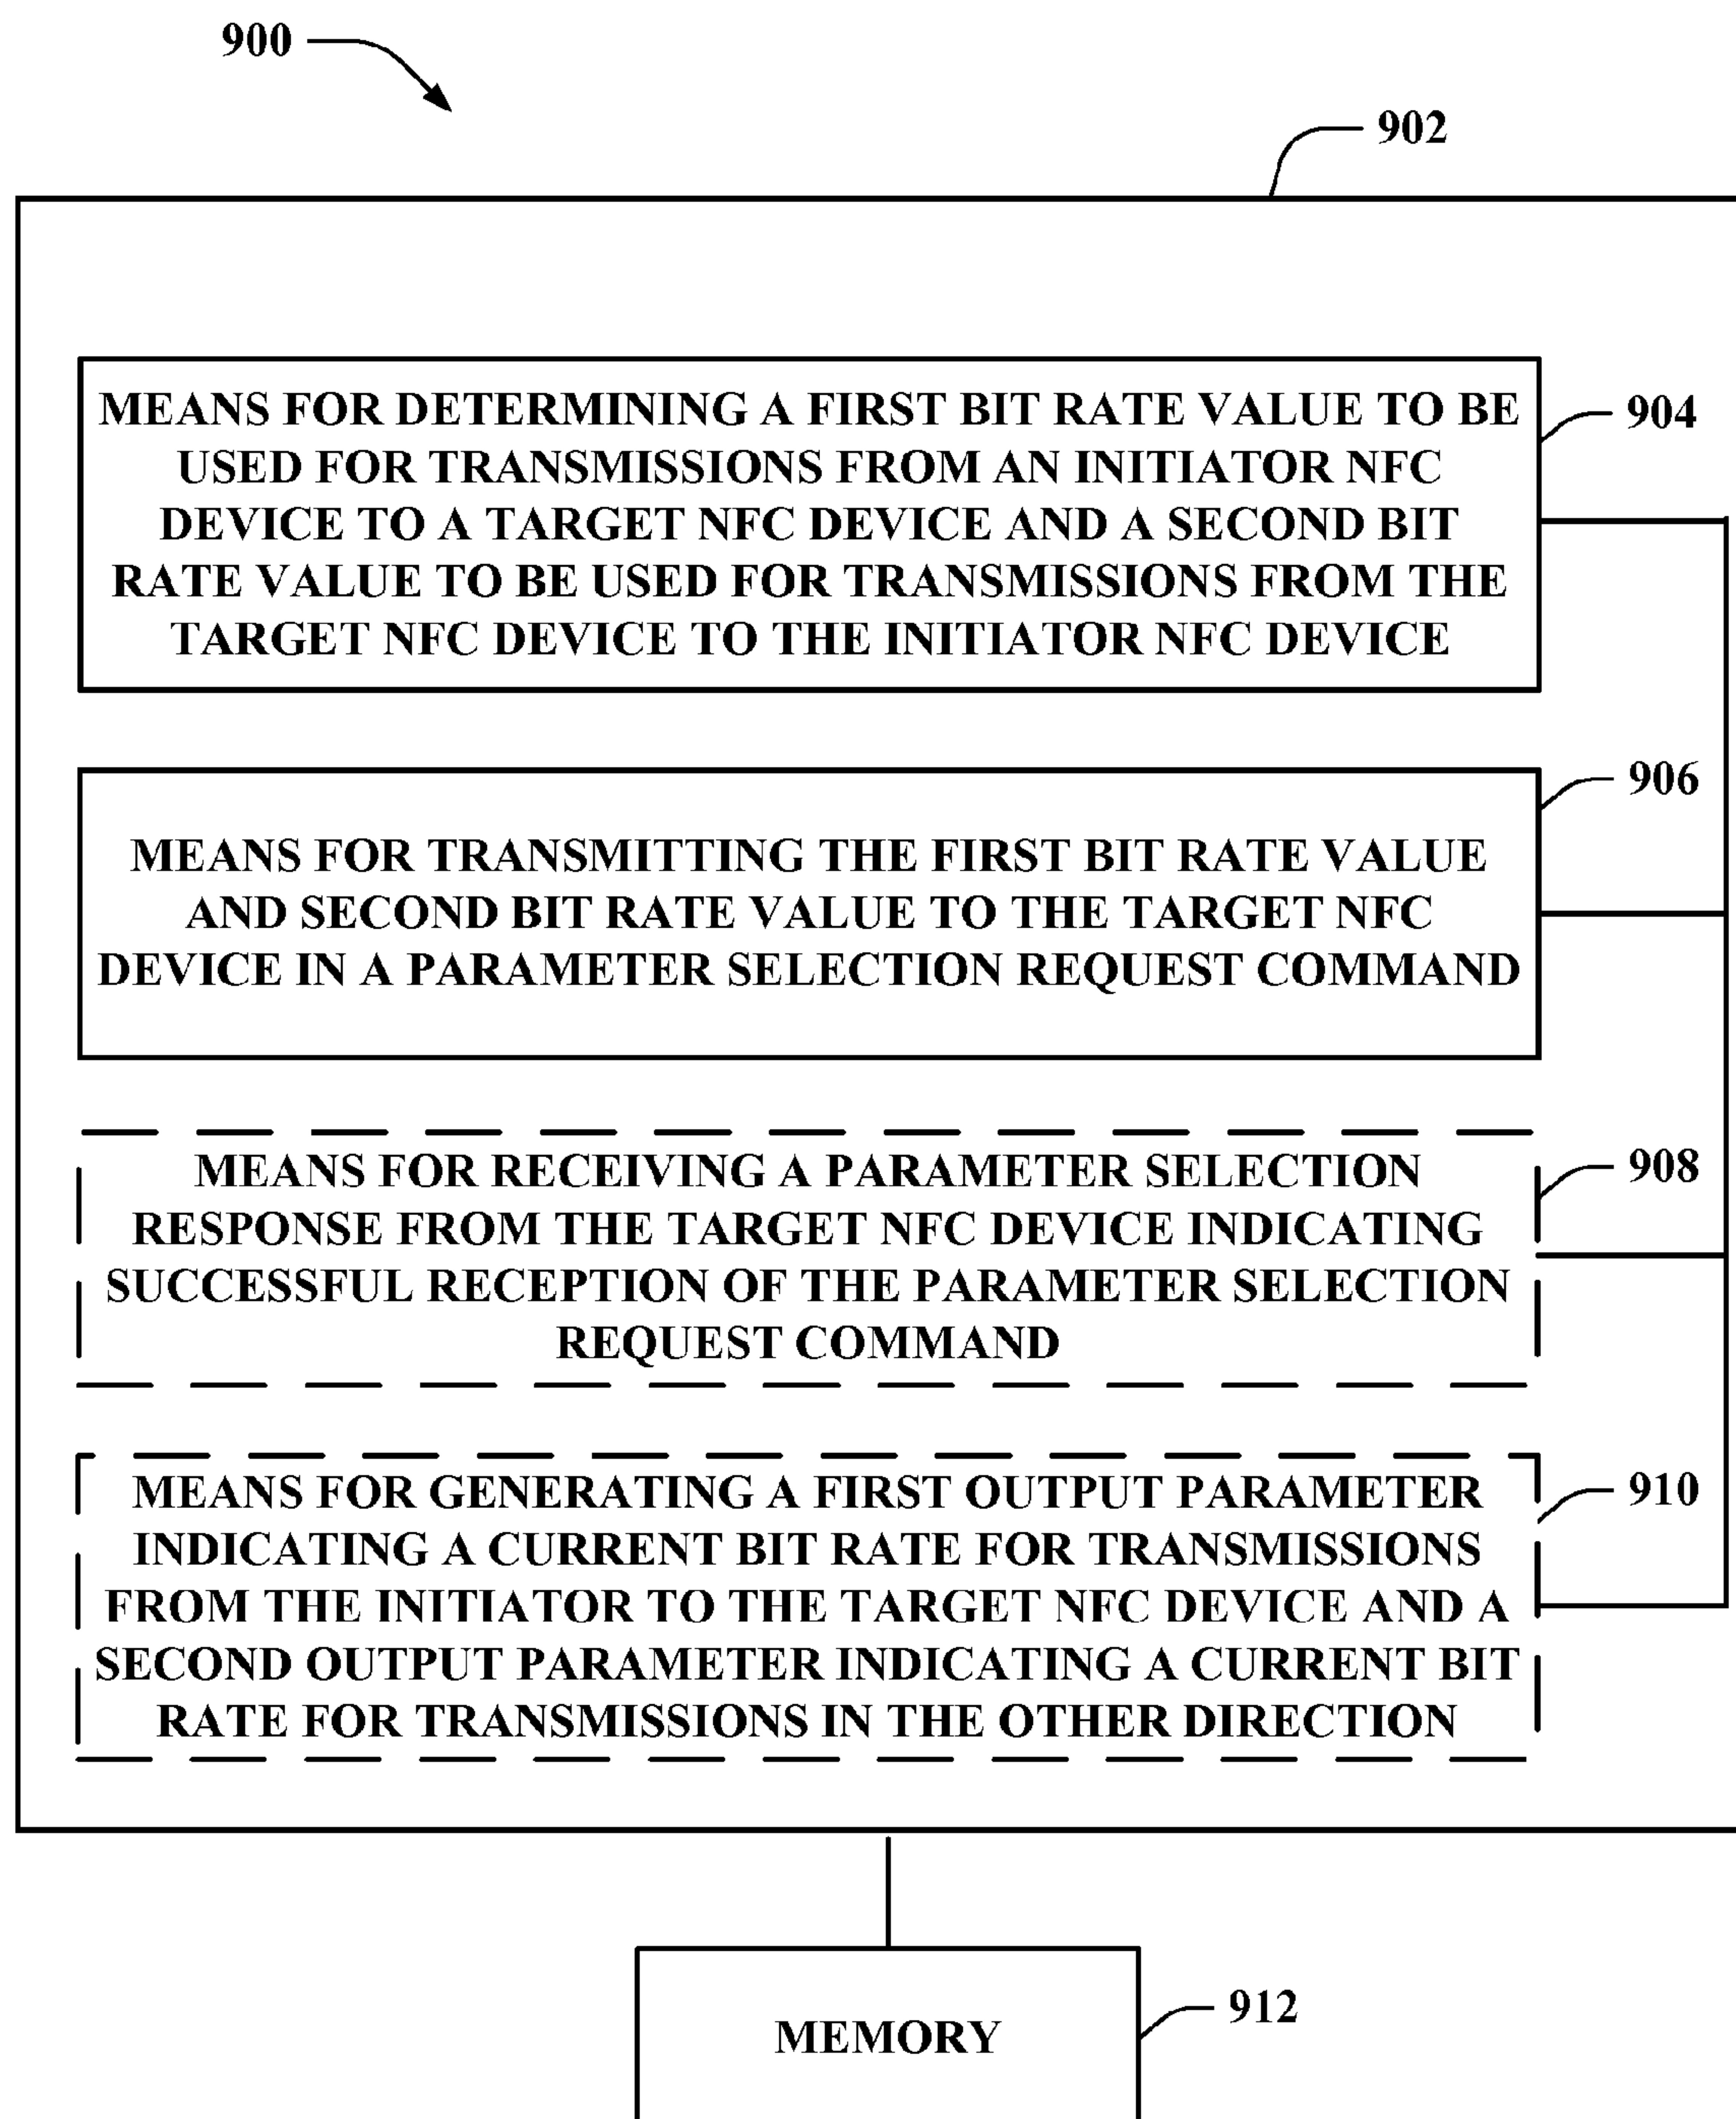 900
902
MEANS FOR DETERMINING A FIRST BIT RATE VALUE TO BE
USED FOR TRANSMISSIONS FROM AN INITIATOR NFC
DEVICE TO A TARGET NFC DEVICE AND A SECOND BIT
RATE VALUE TO BE USED FOR TRANSMISSIONS FROM THE
TARGET NFC DEVICE TO THE INITIATOR NFC DEVICE
904
MEANS FOR TRANSMITTING THE FIRST BIT RATE VALUE
AND SECOND BIT RATE VALUE TO THE TARGET NFC
DEVICE IN A PARAMETER SELECTION REQUEST COMMAND
906
MEANS FOR RECEIVING A PARAMETER SELECTION
RESPONSE FROM THE TARGET NFC DEVICE INDICATING
SUCCESSFUL RECEPTION OF THE PARAMETER SELECTION
REQUEST COMMAND
908
MEANS FOR GENERATING A FIRST OUTPUT PARAMETER
INDICATING A CURRENT BIT RATE FOR TRANSMISSIONS
FROM THE INITIATOR TO THE TARGET NFC DEVICE AND A
SECOND OUTPUT PARAMETER INDICATING A CURRENT BIT
RATE FOR TRANSMISSIONS IN THE OTHER DIRECTION
910
MEMORY
912